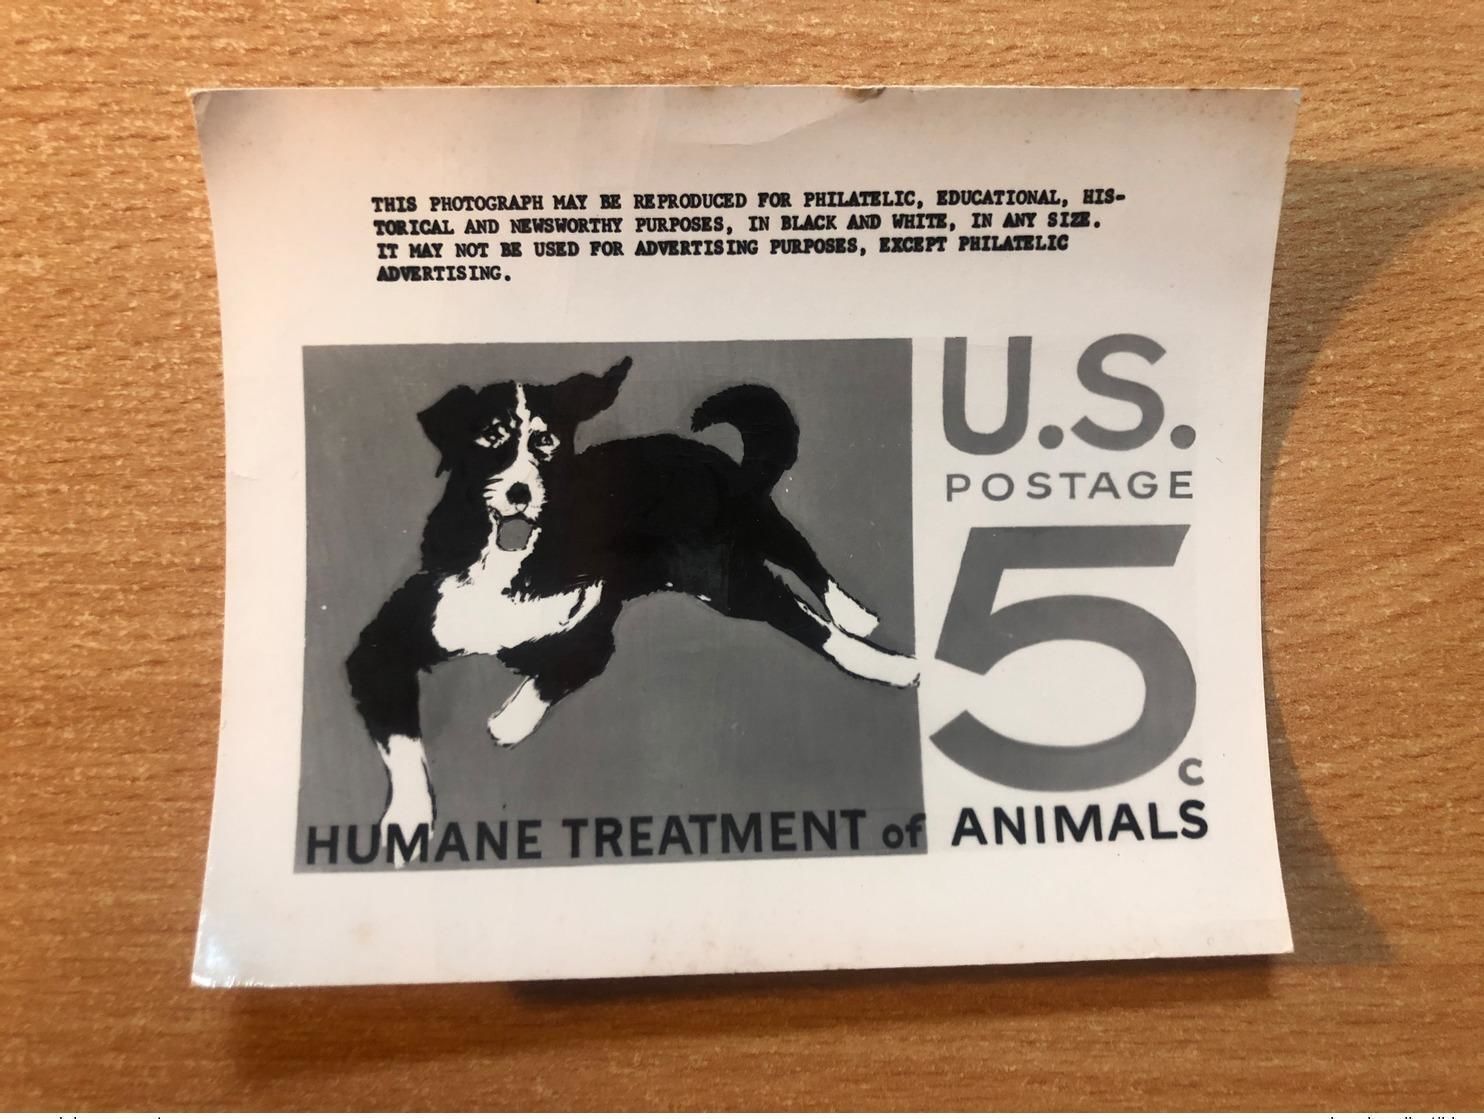 THIS PHOTOGRAPH MAY BE REPRODUCED FOR PHILATELIC, EDUCATIONAL, HIS-
TORICAL AND NEWSWORTHY PURPOSES, IN BLACK AND WHITE, IN ANY SIZE.
IT MAY NOT BE USED FOR ADVERTISING PURPOSES, EXCEPT PHILATELIC
ADVERTISING.
U.S.
POSTAGE
5c
HUMANE TREATMENT of ANIMALS